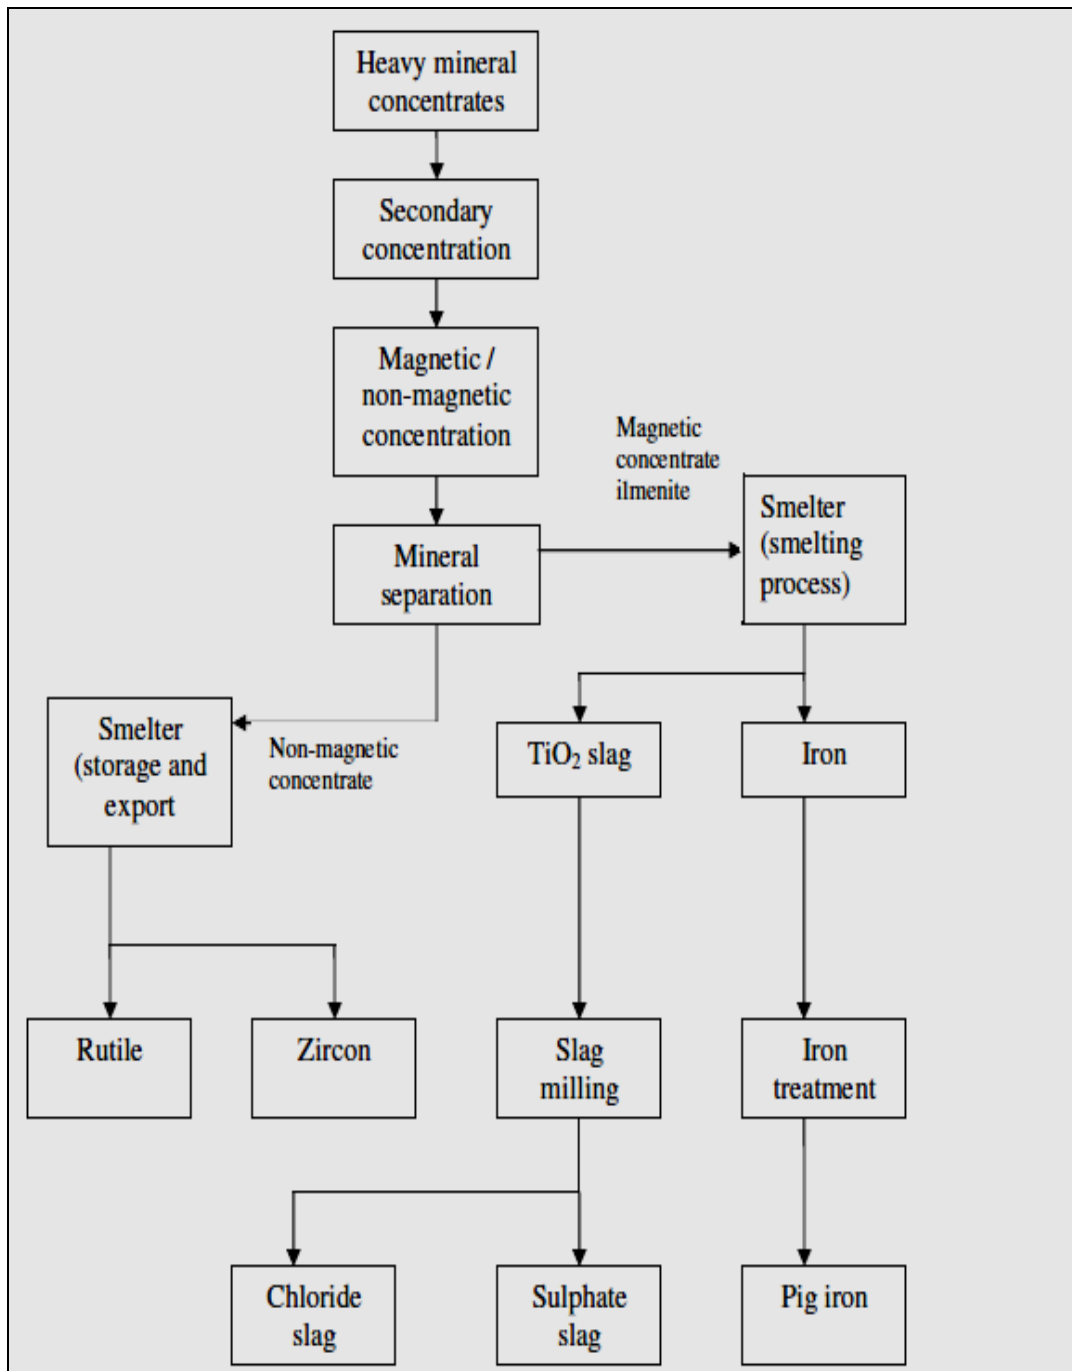 Heavy mineral
concentrates
Secondary
concentration
Magnetic /
non-magnetic
concentration
Magnetic
concentrate
ilmenite
Mineral
separation
Smelter
(smelting
process)
Smelter
(storage and
export
Non-magnetic
concentrate
TiO₂ slag
Iron
Rutile
Zircon
Slag
milling
Iron
treatment
Chloride
slag
Sulphate
slag
Pig iron